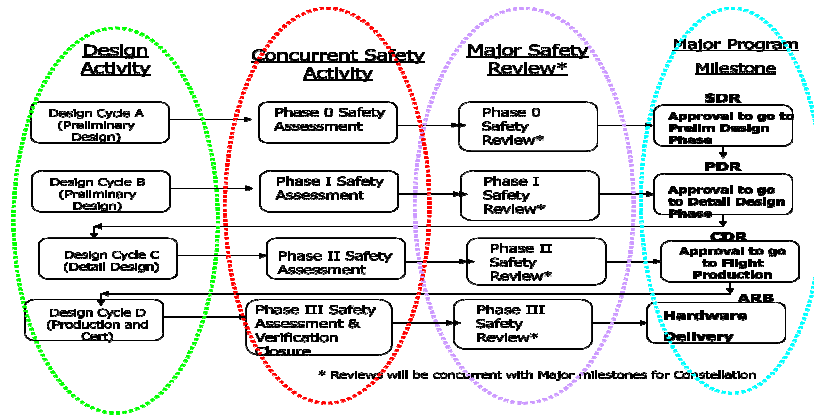 Design
Activity
Concurrent Safety
Activity
Major Safety
Review*
Major Program
Milestone
SDR
Design Cycle A
(Preliminary
Design)
Phase 0 Safety
Assessment
Phase 0
Safety
Review*
Approval to go to
Prelim Design
Phase
PDR
Design Cycle B
(Preliminary
Design)
Phase I Safety
Assessment
Phase I
Safety
Review*
Approval to go
to Detail Design
Phase
CDR
Design Cycle C
(Detail Design)
Phase II Safety
Assessment
Phase II
Safety
Review*
Approval to go
to Flight
Production
ARB
Design Cycle D
(Production and
Cert)
Phase III Safety
Assessment &
Verification
Closure
Phase III
Safety
Review*
Hardware
Delivery
* Reviews will be concurrent with Major milestones for Constellation